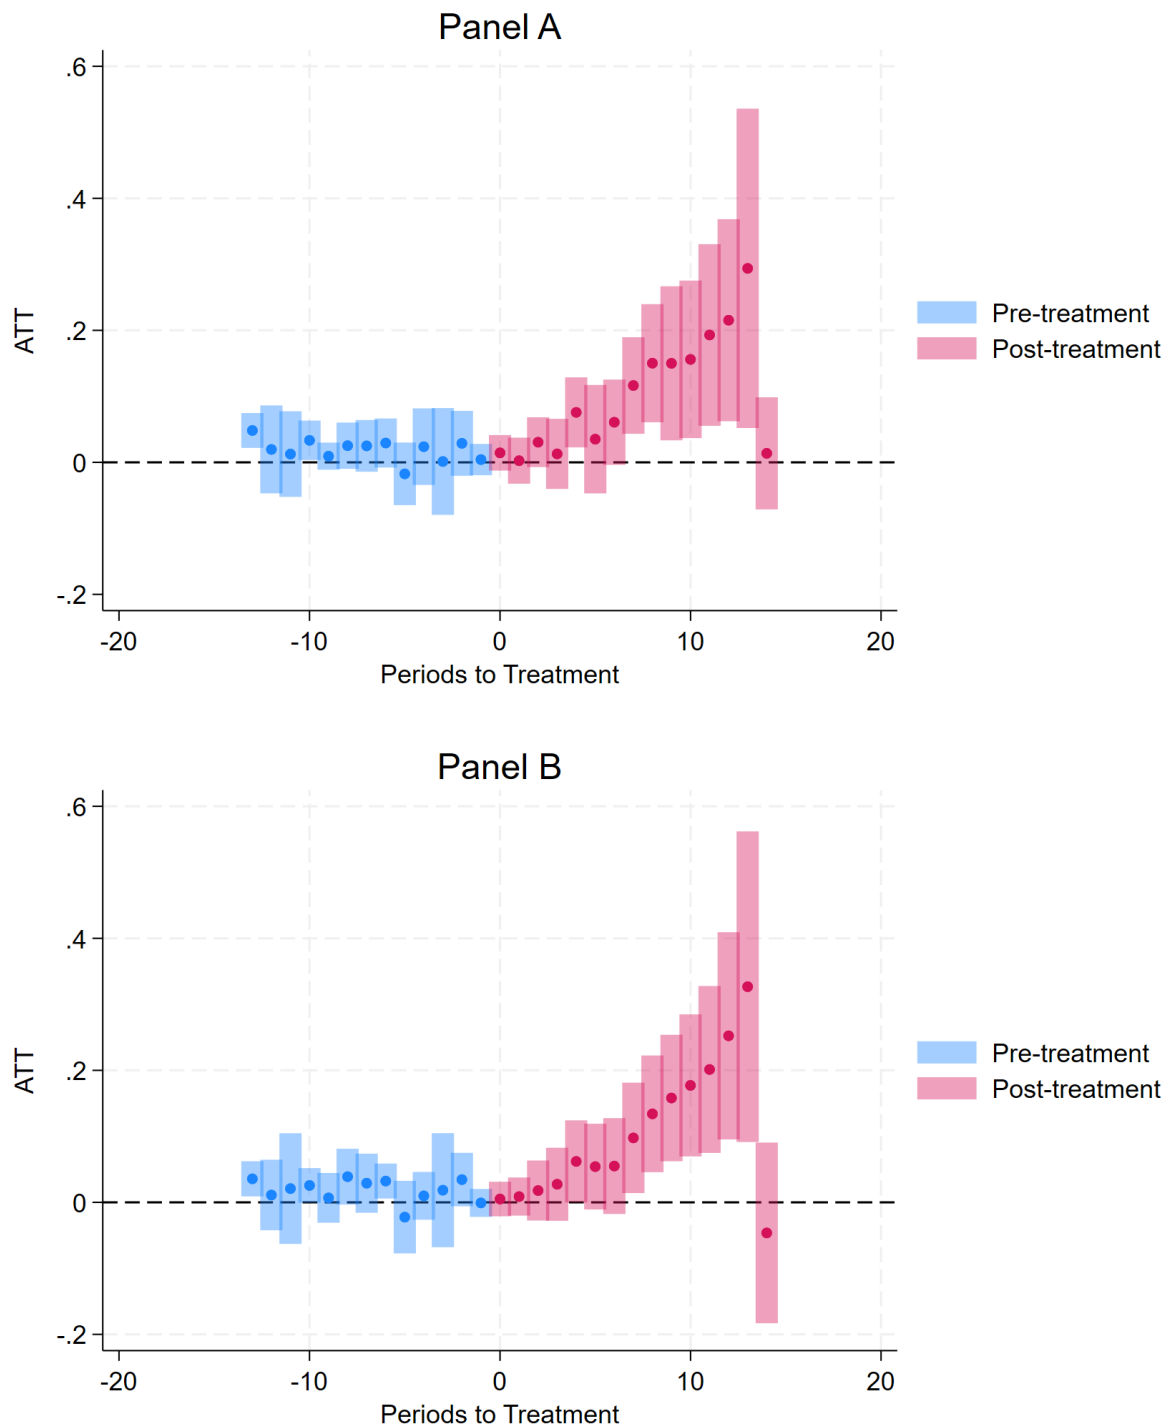 Panel A
.6
.4
.2
0
-.2
ATT
-20 -10 0 10 20
Periods to Treatment
Pre-treatment
Post-treatment
Panel B
.6
.4
.2
0
-.2
ATT
-20 -10 0 10 20
Periods to Treatment
Pre-treatment
Post-treatment